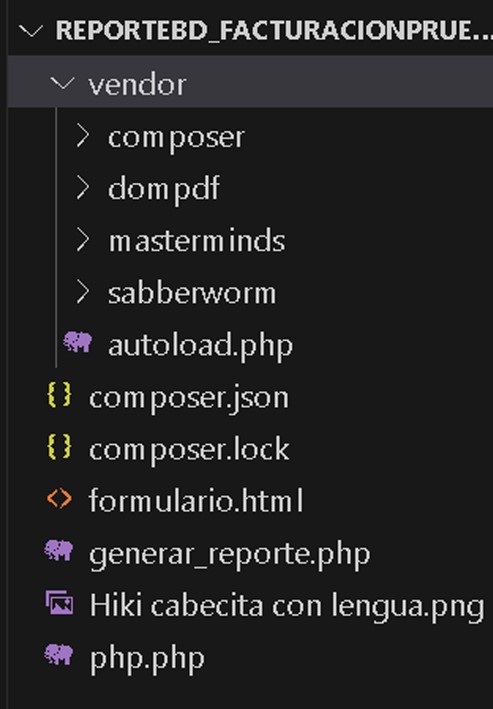 REPORTEBD_FACTURACIONPRUE...
vendor
composer
dompdf
masterminds
sabberworm
autoload.php
composer.json
composer.lock
formulario.html
generar_reporte.php
Hiki cabecita con lengua.png
php.php